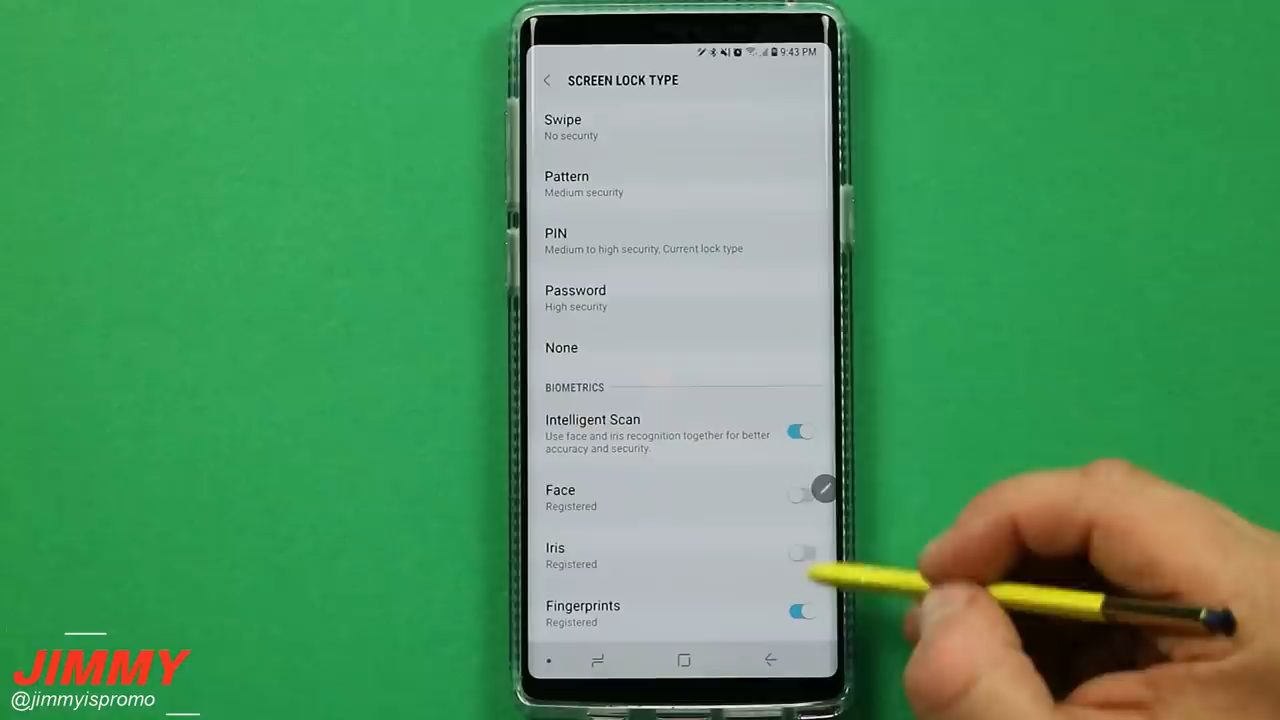 9:43 PM
SCREEN LOCK TYPE
Swipe
No security
Pattern
Medium security
PIN
Medium to high security, Current lock type
Password
High security
None
BIOMETRICS
Intelligent Scan
Use face and iris recognition together for better
accuracy and security.
Face
Registered
Iris
Registered
Fingerprints
Registered
JIMMY
@jimmyispromo